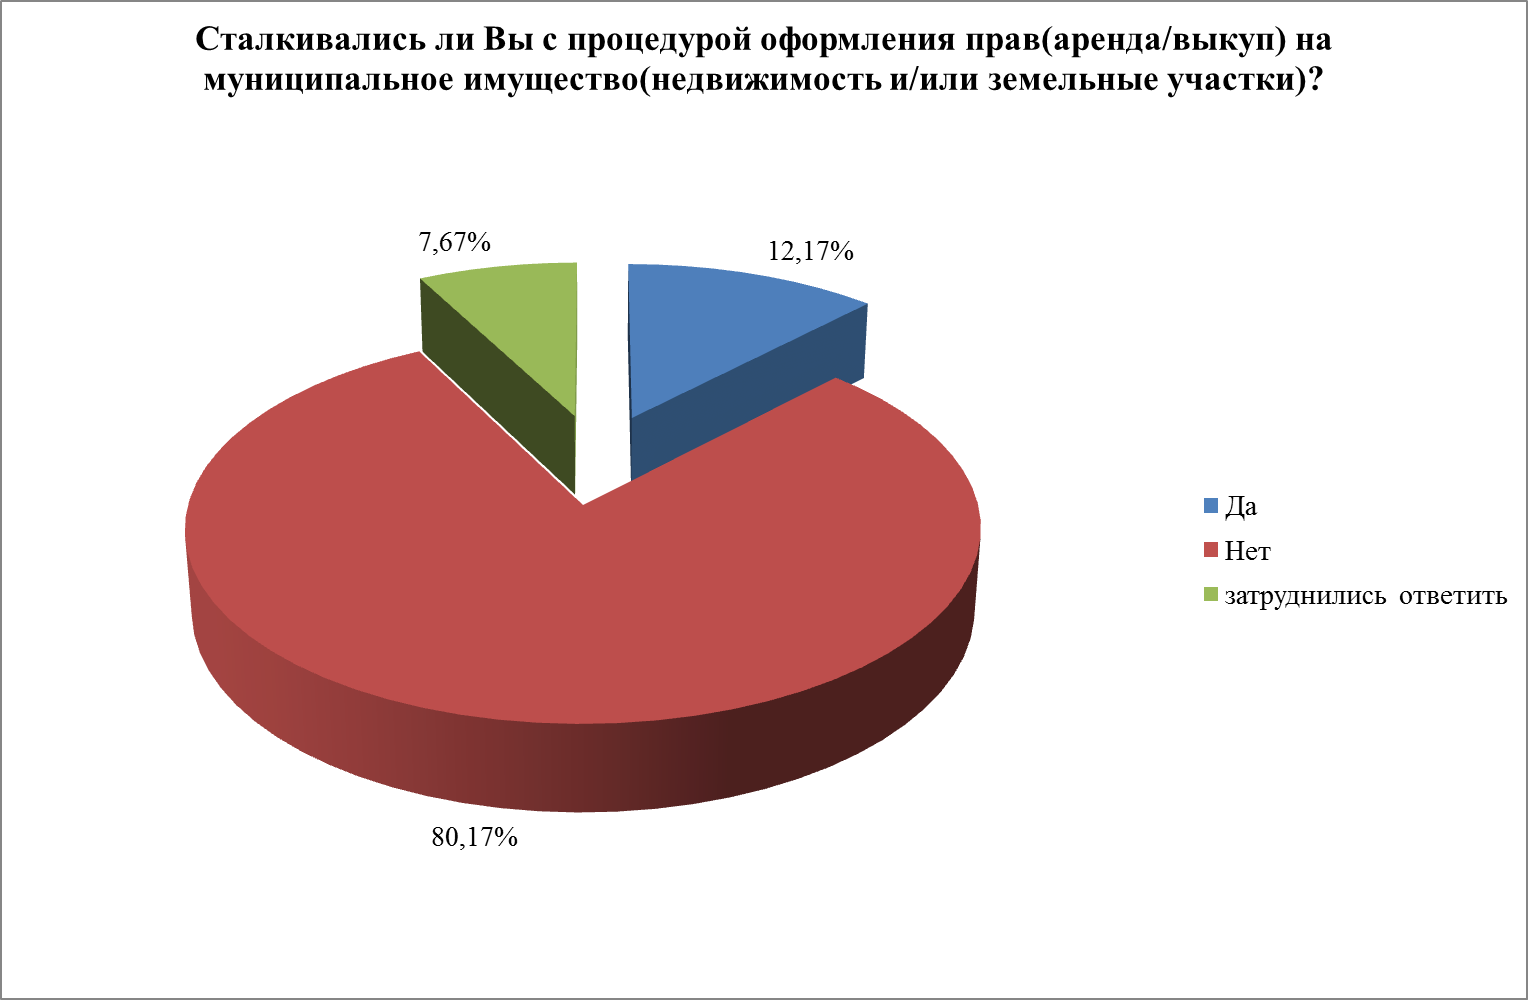 Сталкивались ли Вы с процедурой оформления прав(аренда/выкуп) на
муниципальное имущество(недвижимость и/или земельные участки)?
7,67%
12,17%
Да
Нет
затруднились ответить
80,17%